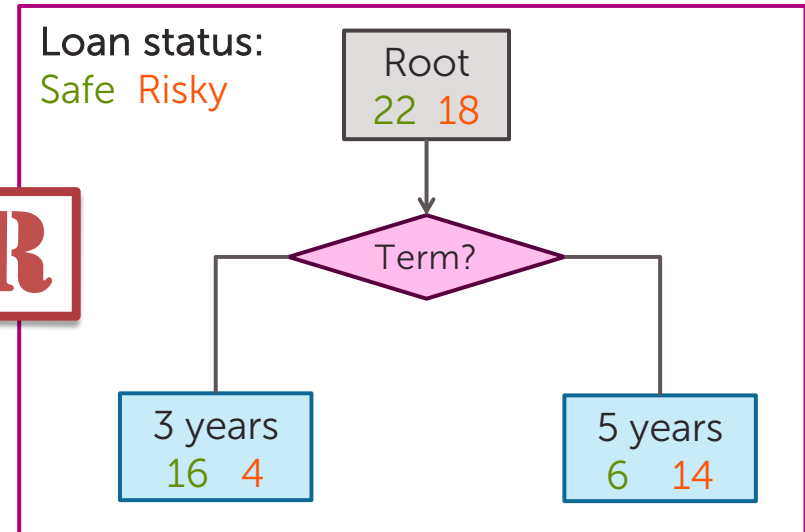 Loan status:
Safe Risky
Root
22 18
Term?
R
3 years
16 4
5 years
6 14